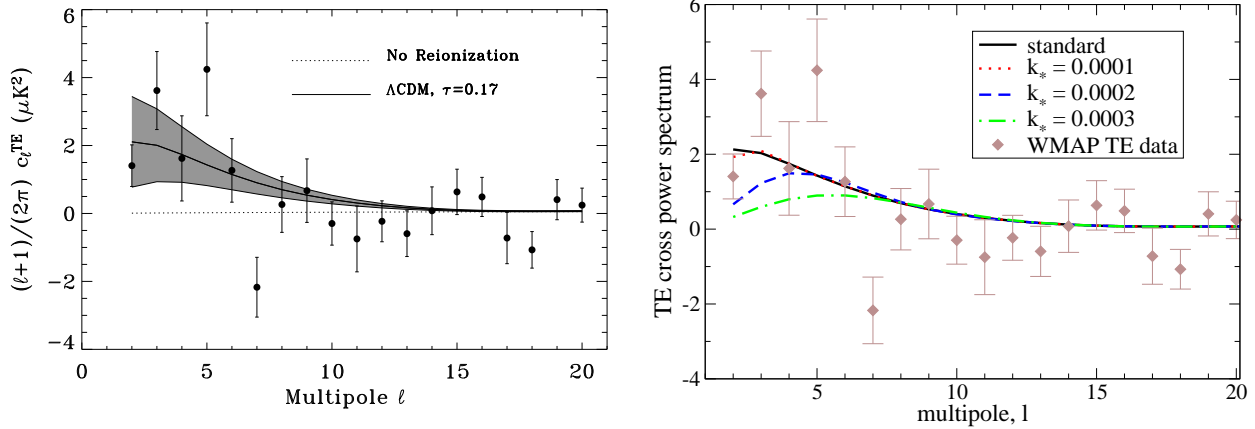 6
4
2
0
−2
−4
0
5
10
15
20
(ℓ+1)/(2π) c_ℓ^TE (μK²)
Multipole ℓ
No Reionization
ΛCDM, τ=0.17
6
4
2
0
-2
-4
5
10
15
20
TE cross power spectrum
multipole, l
standard
k* = 0.0001
k* = 0.0002
k* = 0.0003
WMAP TE data